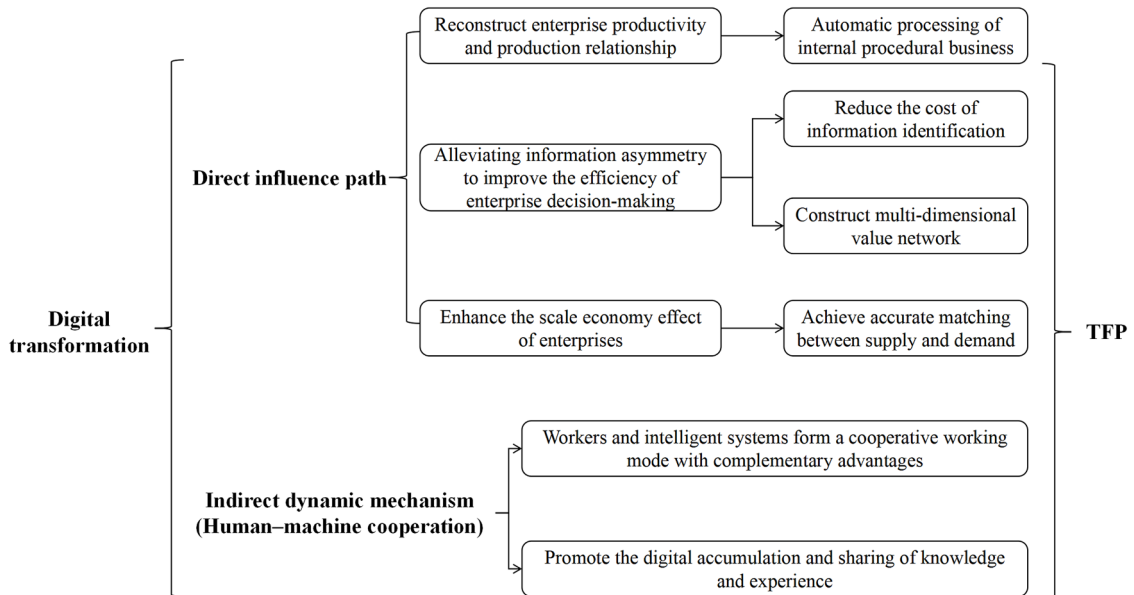 Reconstruct enterprise productivity
and production relationship
Automatic processing of
internal procedural business
Reduce the cost of
information identification
Direct influence path
Alleviating information asymmetry
to improve the efficiency of
enterprise decision-making
Construct multi-dimensional
value network
Digital
transformation
Enhance the scale economy effect
of enterprises
Achieve accurate matching
between supply and demand
TFP
Workers and intelligent systems form a cooperative working
mode with complementary advantages
Indirect dynamic mechanism
(Human–machine cooperation)
Promote the digital accumulation and sharing of knowledge
and experience